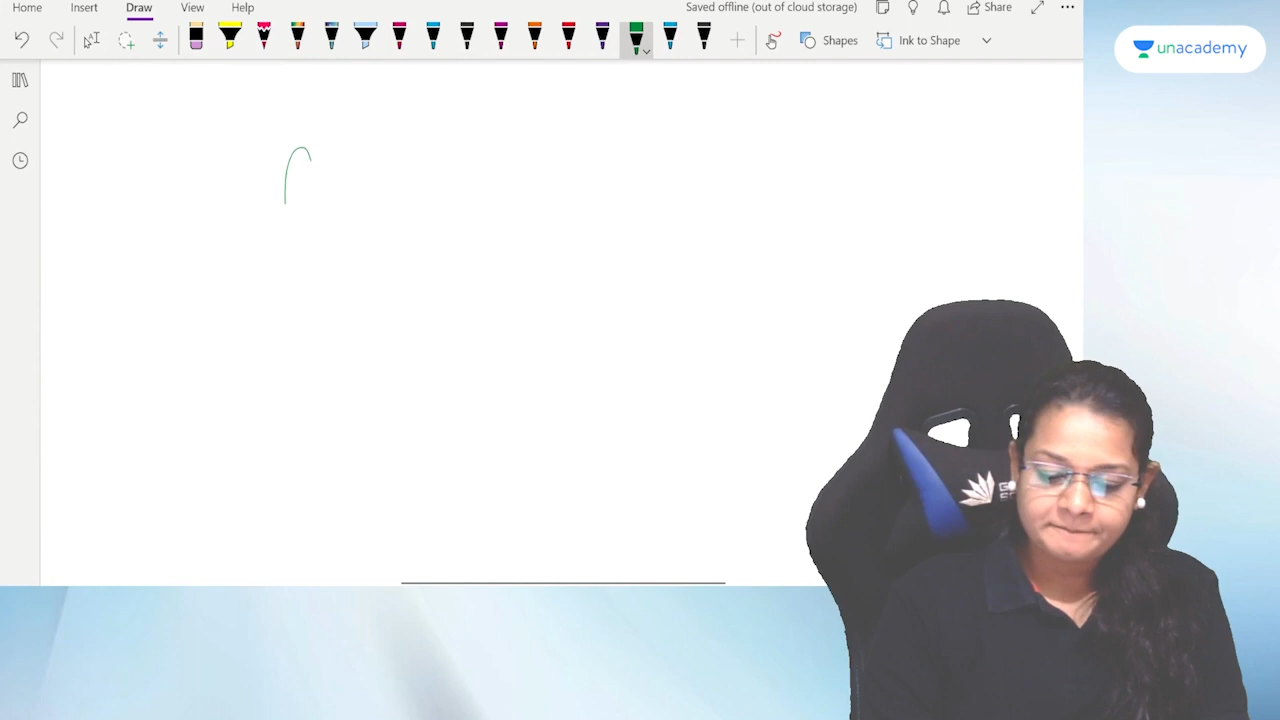 Home Insert Draw View Help Saved offline (out of cloud storage) Share
Shapes Ink to Shape
unacademy